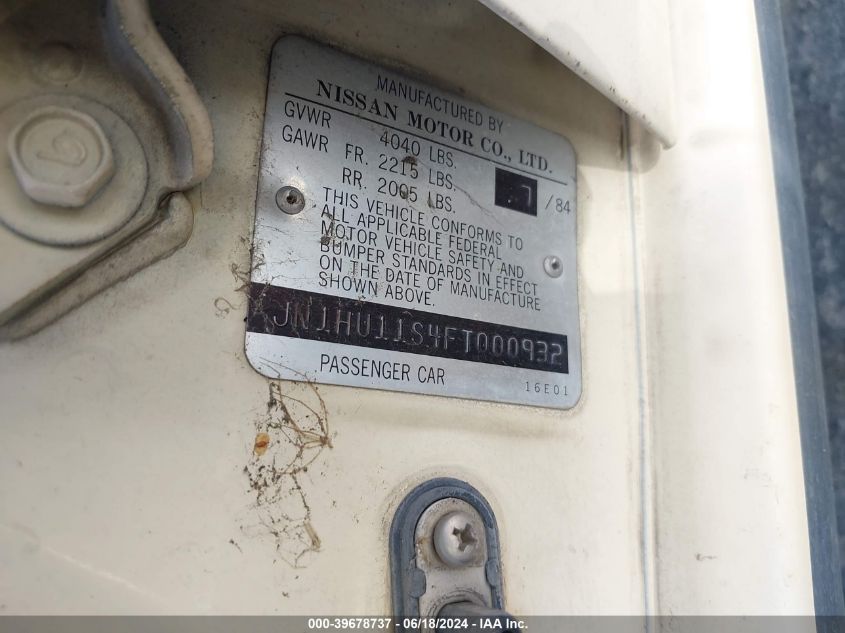 MANUFACTURED BY
NISSAN MOTOR CO., LTD.
GVWR 4040 LBS.
GAWR FR. 2215 LBS.
RR. 2005 LBS.
7 /84
THIS VEHICLE CONFORMS TO
ALL APPLICABLE FEDERAL
MOTOR VEHICLE SAFETY AND
BUMPER STANDARDS IN EFFECT
ON THE DATE OF MANUFACTURE
SHOWN ABOVE.
JN1HU11S4FT000932
PASSENGER CAR
16E01
000-39678737 - 06/18/2024 - IAA Inc.